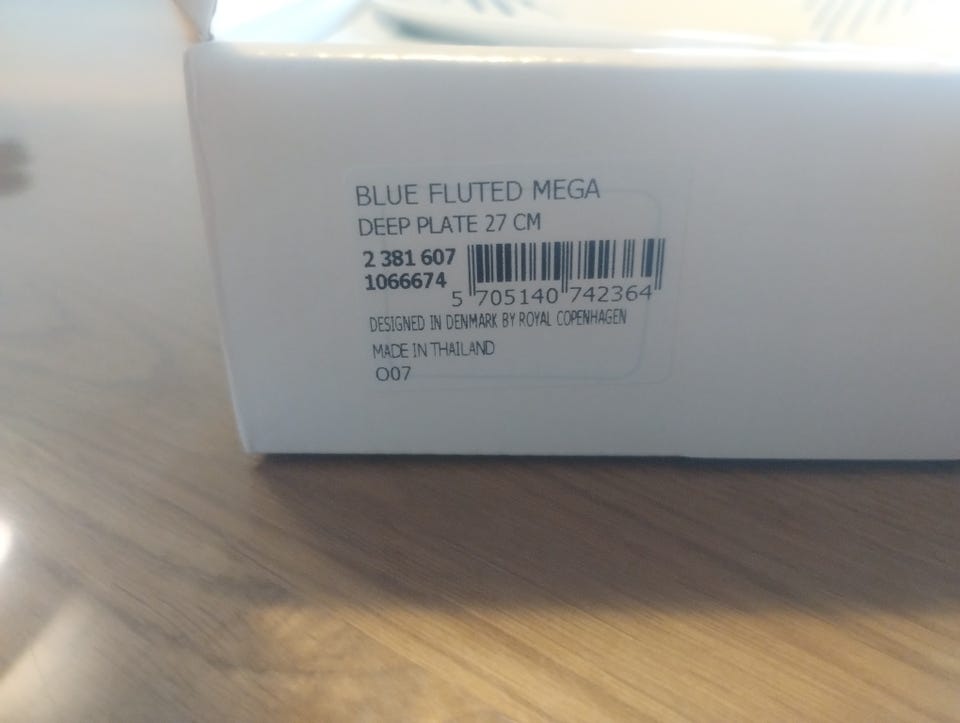 BLUE FLUTED MEGA
DEEP PLATE 27 CM
2 381 607
1066674
5 705140 742364
DESIGNED IN DENMARK BY ROYAL COPENHAGEN
MADE IN THAILAND
O07